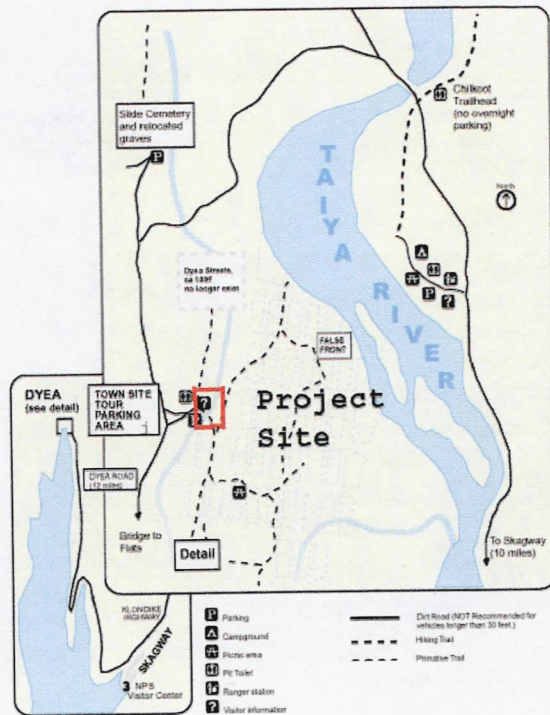 Slide Cemetery
and relocated
graves
Chilkoot
Trailhead
(no overnight
parking)
North
TAIYA RIVER
Dyea Streets,
ca 1897
no longer exist
FALSE
FRONT
Project
Site
DYEA
(see detail)
TOWN SITE
TOUR
PARKING
AREA
DYEA ROAD
(12 miles)
Bridge to
Flats
Detail
To Skagway
(10 miles)
KLONDIKE
HIGHWAY
SKAGWAY
3 NPS
Visitor Center
P Parking
Campground
Picnic area
Pit Toilet
Ranger station
? Visitor information
Dirt Road (NOT Recommended for
vehicles longer than 30 feet.)
Hiking Trail
Primative Trail